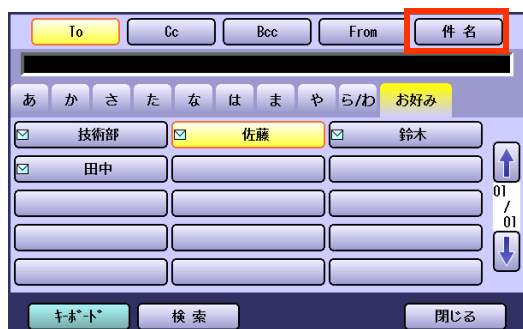 To Cc Bcc From 件 名
あ か さ た な は ま や ら/わ お好み
技術部 佐藤 鈴木
田中
01
/
01
ｷｰﾎﾞｰﾄﾞ 検 索 閉じる